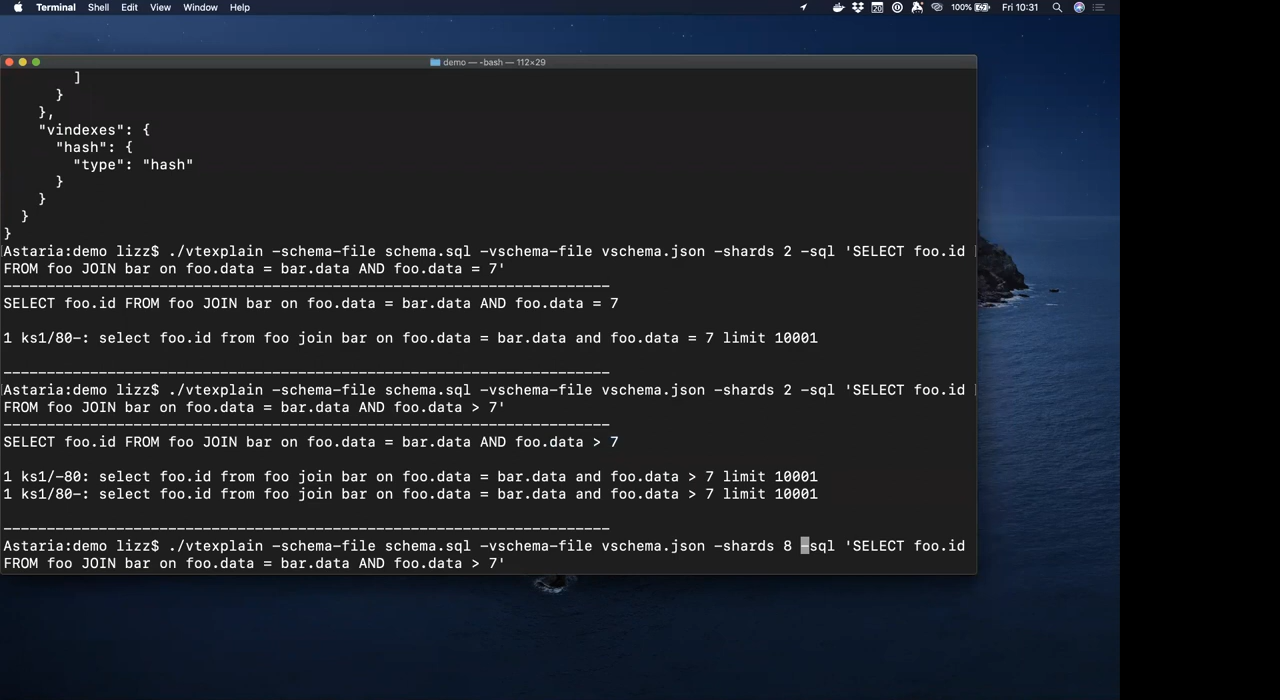 Terminal Shell Edit View Window Help 20 100% Fri 10:31
demo — -bash — 112×29
]
}
},
"vindexes": {
"hash": {
"type": "hash"
}
}
}
}
Astaria:demo lizz$ ./vtexplain -schema-file schema.sql -vschema-file vschema.json -shards 2 -sql 'SELECT foo.id
FROM foo JOIN bar on foo.data = bar.data AND foo.data = 7'
----------------------------------------------------------------------
SELECT foo.id FROM foo JOIN bar on foo.data = bar.data AND foo.data = 7
1 ks1/80-: select foo.id from foo join bar on foo.data = bar.data and foo.data = 7 limit 10001
----------------------------------------------------------------------
Astaria:demo lizz$ ./vtexplain -schema-file schema.sql -vschema-file vschema.json -shards 2 -sql 'SELECT foo.id
FROM foo JOIN bar on foo.data = bar.data AND foo.data > 7'
----------------------------------------------------------------------
SELECT foo.id FROM foo JOIN bar on foo.data = bar.data AND foo.data > 7
1 ks1/-80: select foo.id from foo join bar on foo.data = bar.data and foo.data > 7 limit 10001
1 ks1/80-: select foo.id from foo join bar on foo.data = bar.data and foo.data > 7 limit 10001
----------------------------------------------------------------------
Astaria:demo lizz$ ./vtexplain -schema-file schema.sql -vschema-file vschema.json -shards 8 -sql 'SELECT foo.id
FROM foo JOIN bar on foo.data = bar.data AND foo.data > 7'